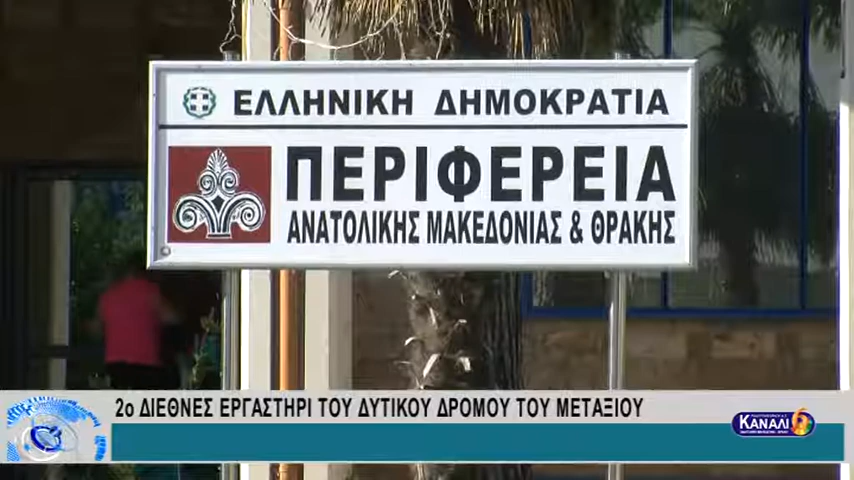 ΕΛΛΗΝΙΚΗ ΔΗΜΟΚΡΑΤΙΑ
ΠΕΡΙΦΕΡΕΙΑ
ΑΝΑΤΟΛΙΚΗΣ ΜΑΚΕΔΟΝΙΑΣ & ΘΡΑΚΗΣ
2ο ΔΙΕΘΝΕΣ ΕΡΓΑΣΤΗΡΙ ΤΟΥ ΔΥΤΙΚΟΥ ΔΡΟΜΟΥ ΤΟΥ ΜΕΤΑΞΙΟΥ
ΚΑΝΑΛΙ 6